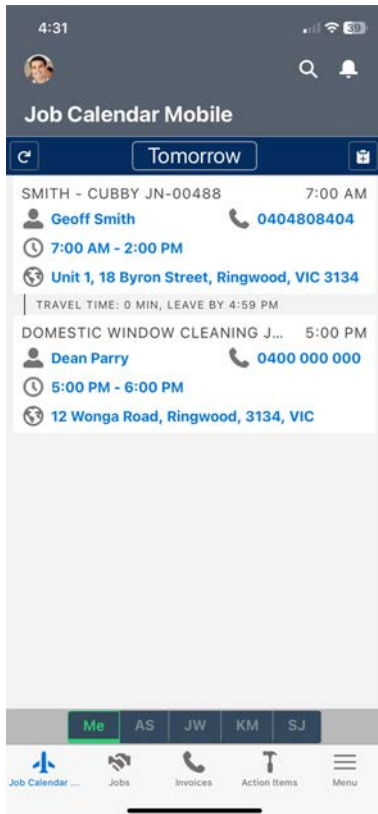 4:31
39
Job Calendar Mobile
Tomorrow
SMITH - CUBBY JN-00488 7:00 AM
Geoff Smith 0404808404
7:00 AM - 2:00 PM
Unit 1, 18 Byron Street, Ringwood, VIC 3134
TRAVEL TIME: 0 MIN, LEAVE BY 4:59 PM
DOMESTIC WINDOW CLEANING J... 5:00 PM
Dean Parry 0400 000 000
5:00 PM - 6:00 PM
12 Wonga Road, Ringwood, 3134, VIC
Me AS JW KM SJ
Job Calendar ... Jobs Invoices Action Items Menu